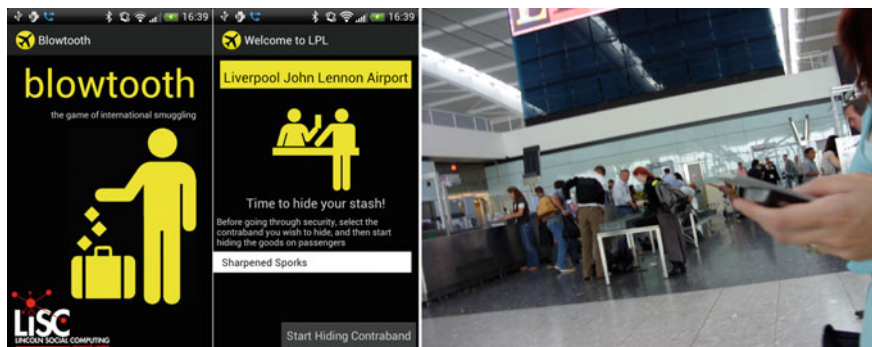 16:39
Blowtooth
blowtooth
the game of international smuggling
LiSC
LINCOLN SOCIAL COMPUTING
16:39
Welcome to LPL
Liverpool John Lennon Airport
Time to hide your stash!
Before going through security, select the
contraband you wish to hide, and then start
hiding the goods on passengers
Sharpened Sporks
Start Hiding Contraband